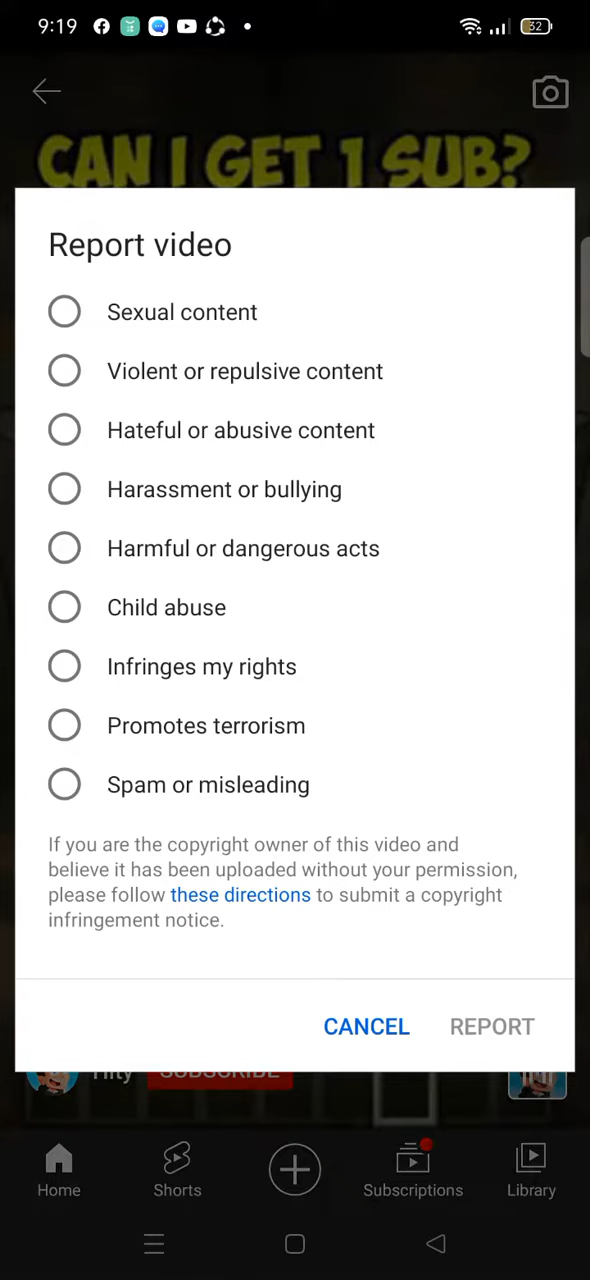 9:19
32
CAN I GET 1 SUB?
Report video
Sexual content
Violent or repulsive content
Hateful or abusive content
Harassment or bullying
Harmful or dangerous acts
Child abuse
Infringes my rights
Promotes terrorism
Spam or misleading
If you are the copyright owner of this video and
believe it has been uploaded without your permission,
please follow these directions to submit a copyright
infringement notice.
CANCEL REPORT
SUBSCRIBE
Home Shorts Subscriptions Library